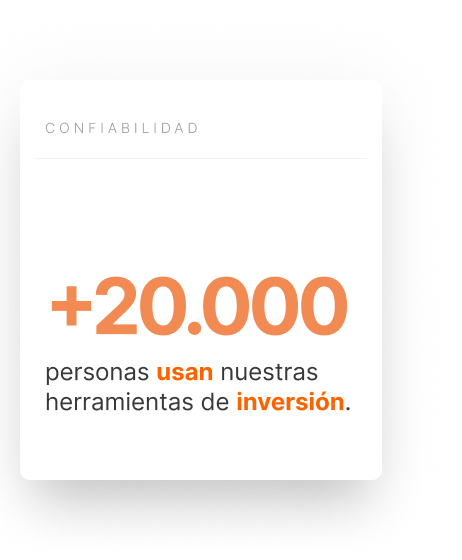 CONFIABILIDAD
+20.000
personas usan nuestras
herramientas de inversión.